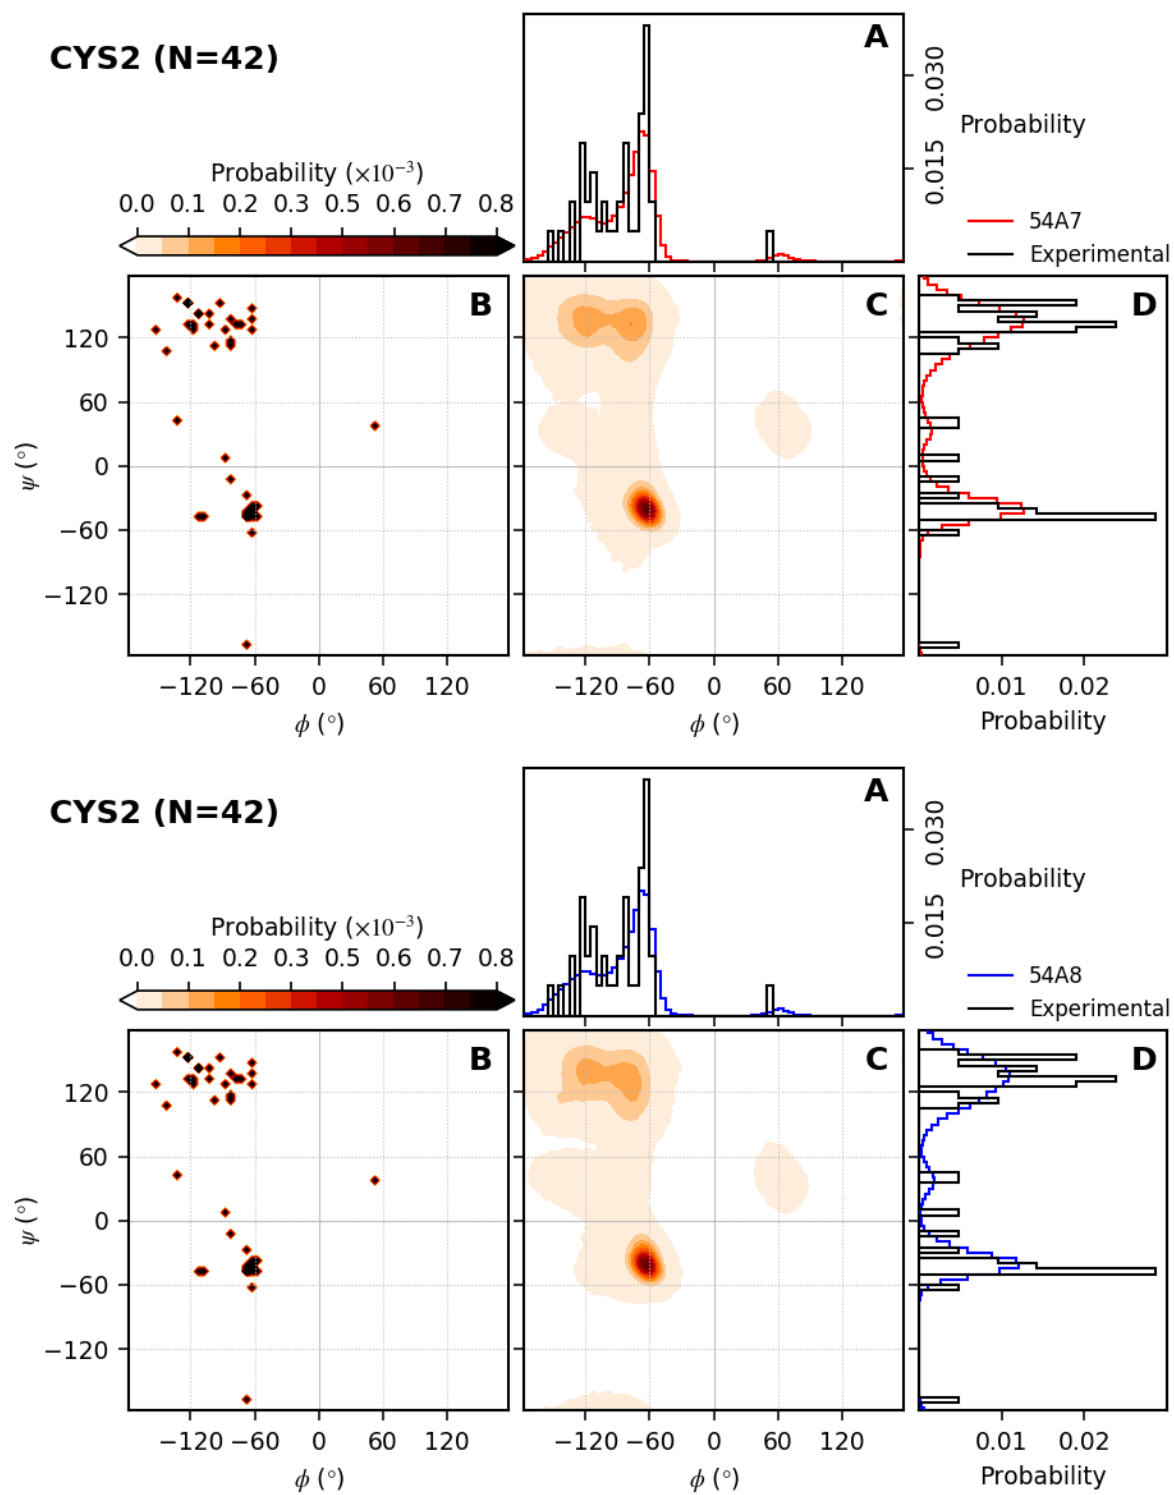 CYS2 (N=42)
A
0.030
0.015
Probability
Probability (×10⁻³)
0.0 0.1 0.2 0.3 0.5 0.6 0.7 0.8
54A7
Experimental
B
C
D
120
60
0
−60
−120
ψ (°)
−120 −60 0 60 120
−120 −60 0 60 120
0.01 0.02
ϕ (°)
ϕ (°)
Probability
CYS2 (N=42)
A
0.030
0.015
Probability
Probability (×10⁻³)
0.0 0.1 0.2 0.3 0.5 0.6 0.7 0.8
54A8
Experimental
B
C
D
120
60
0
−60
−120
ψ (°)
−120 −60 0 60 120
−120 −60 0 60 120
0.01 0.02
ϕ (°)
ϕ (°)
Probability